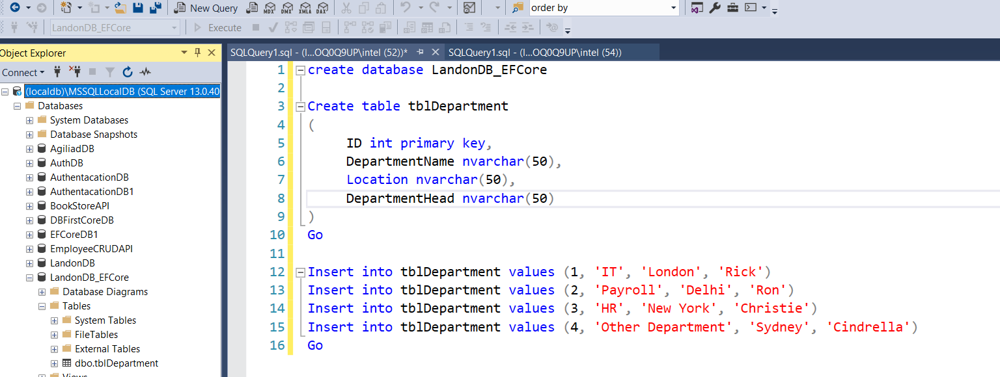 New Query MDX DMX XMLA DAX order by
LandonDB_EFCore Execute
Object Explorer
Connect
(localdb)\MSSQLLocalDB (SQL Server 13.0.40
Databases
System Databases
Database Snapshots
AgiliadDB
AuthDB
AuthentacationDB
AuthentacationDB1
BookStoreAPI
DBFirstCoreDB
EFCoreDB1
EmployeeCRUDAPI
LandonDB
LandonDB_EFCore
Database Diagrams
Tables
System Tables
FileTables
External Tables
dbo.tblDepartment
Views
SQLQuery1.sql - (l...OQ0Q9UP\intel (52))* SQLQuery1.sql - (l...OQ0Q9UP\intel (54))
1 create database LandonDB_EFCore
2
3 Create table tblDepartment
4 (
5 ID int primary key,
6 DepartmentName nvarchar(50),
7 Location nvarchar(50),
8 DepartmentHead nvarchar(50)
9 )
10 Go
11
12 Insert into tblDepartment values (1, 'IT', 'London', 'Rick')
13 Insert into tblDepartment values (2, 'Payroll', 'Delhi', 'Ron')
14 Insert into tblDepartment values (3, 'HR', 'New York', 'Christie')
15 Insert into tblDepartment values (4, 'Other Department', 'Sydney', 'Cindrella')
16 Go